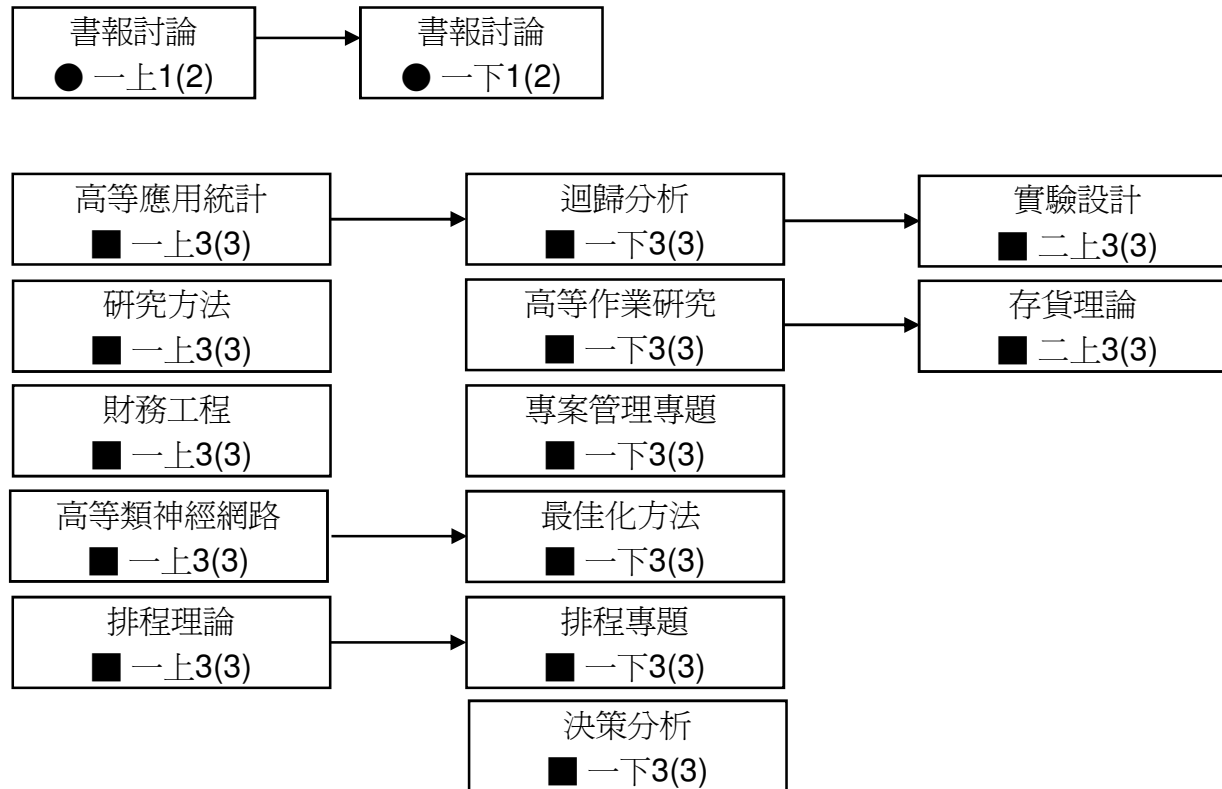 書報討論
● 一上1(2)
書報討論
● 一下1(2)
高等應用統計
■ 一上3(3)
迴歸分析
■ 一下3(3)
實驗設計
■ 二上3(3)
研究方法
■ 一上3(3)
高等作業研究
■ 一下3(3)
存貨理論
■ 二上3(3)
財務工程
■ 一上3(3)
專案管理專題
■ 一下3(3)
高等類神經網路
■ 一上3(3)
最佳化方法
■ 一下3(3)
排程理論
■ 一上3(3)
排程專題
■ 一下3(3)
決策分析
■ 一下3(3)